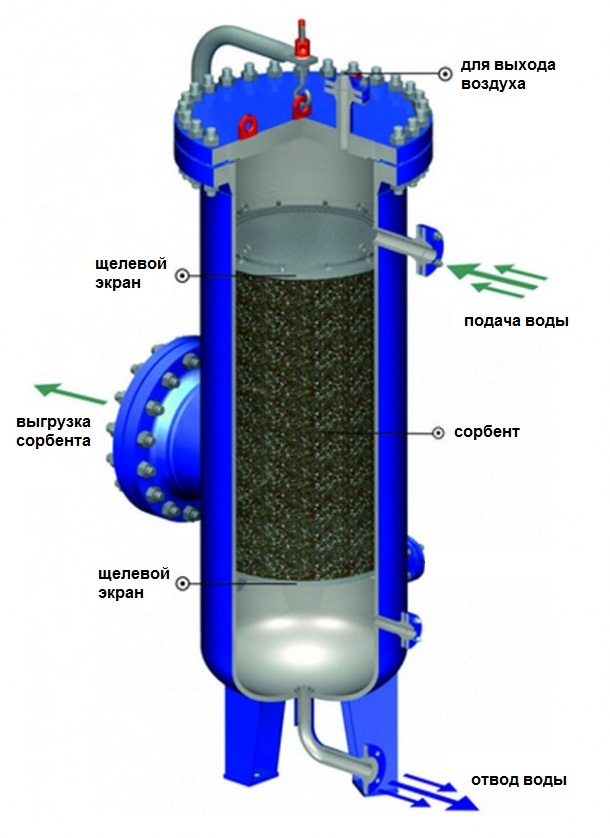 для выхода
воздуха
щелевой
экран
подача воды
выгрузка
сорбента
сорбент
щелевой
экран
отвод воды